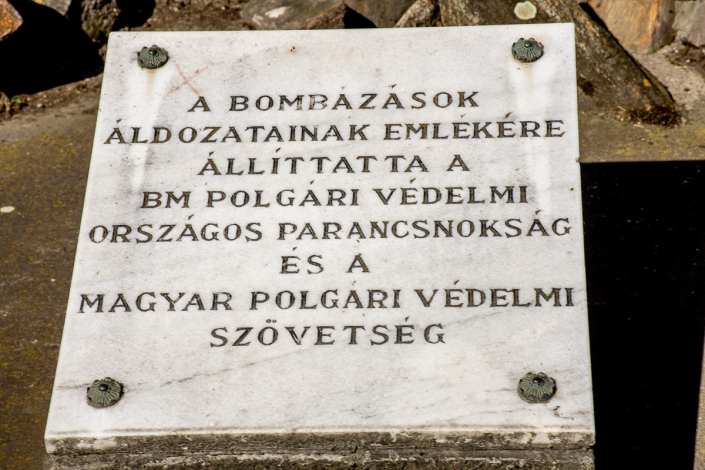 A BOMBÁZÁSOK
ÁLDOZATAINAK EMLÉKÉRE
ÁLLÍTTATTA A
BM POLGÁRI VÉDELMI
ORSZÁGOS PARANCSNOKSÁG
ÉS A
MAGYAR POLGÁRI VÉDELMI
SZÖVETSÉG